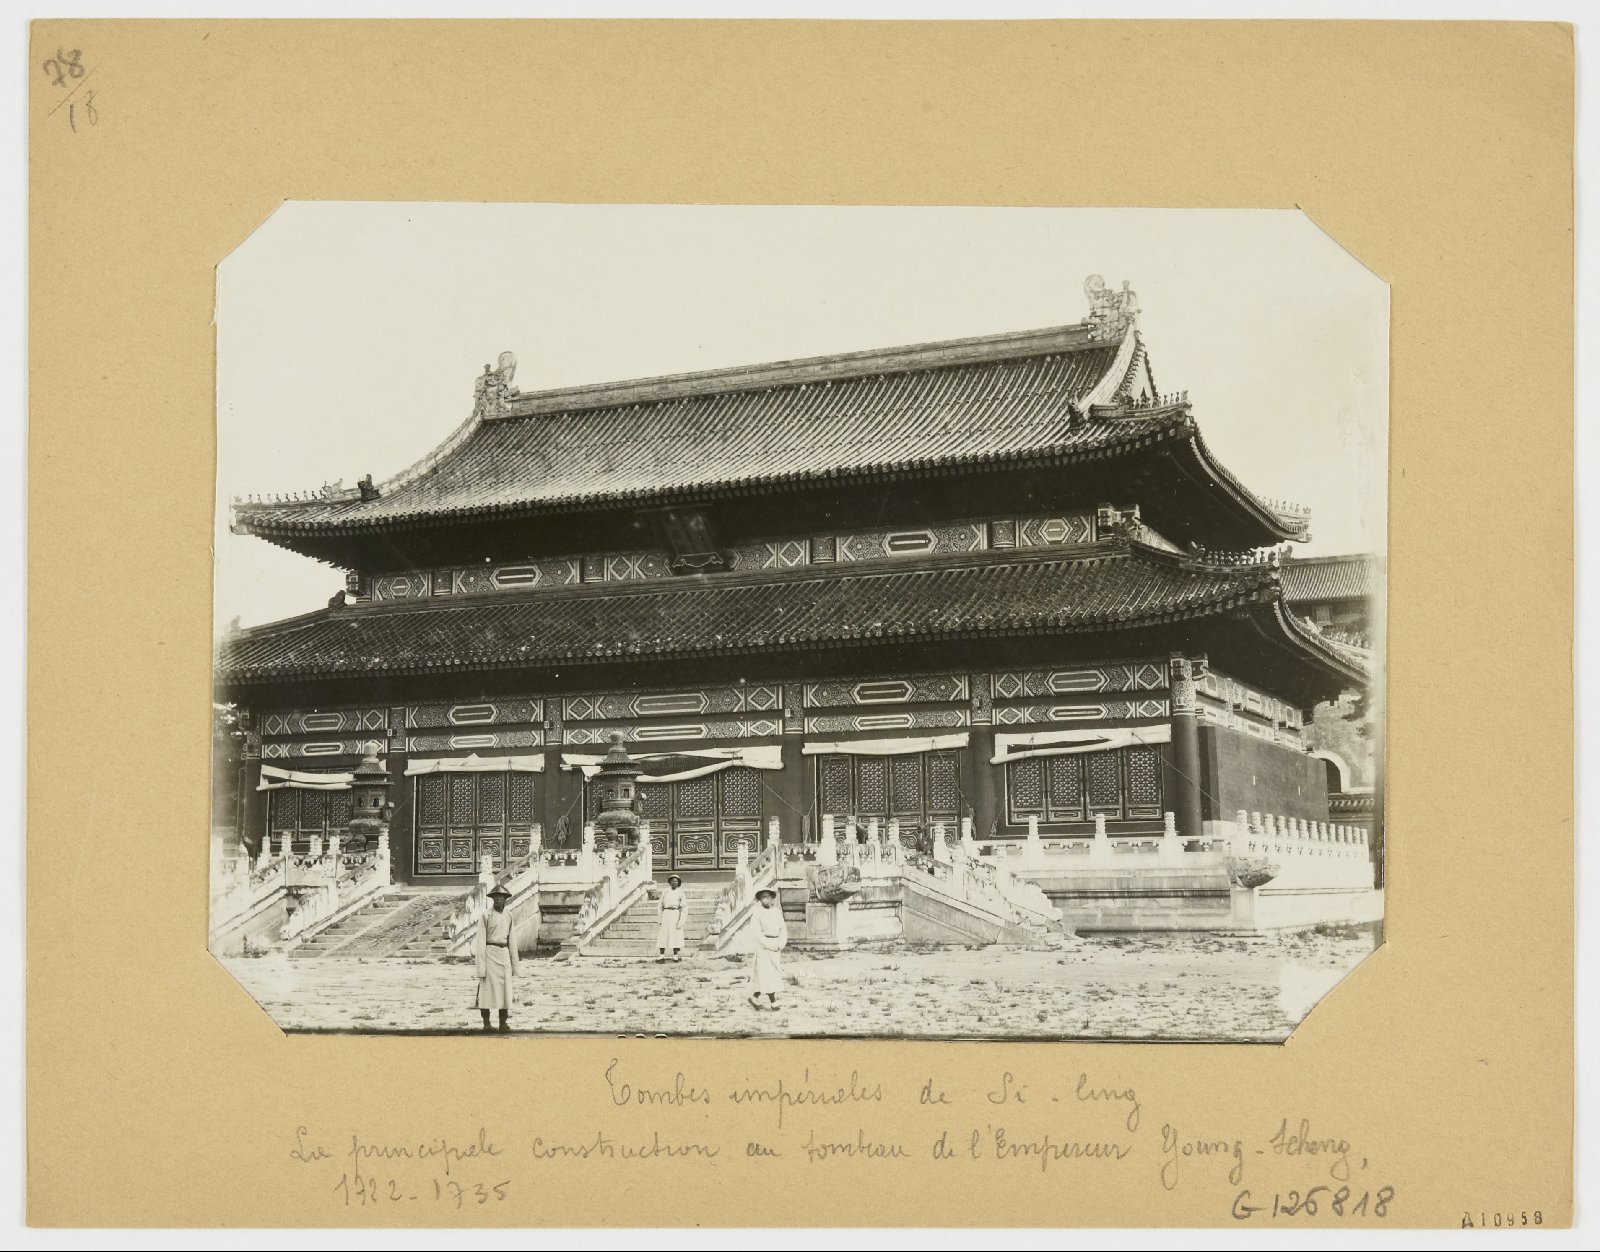 78
18
Tombes impériales de Si-ling
La principale construction au tombeau de l'Empereur Young-tcheng,
1722-1735
G 126818
A10958